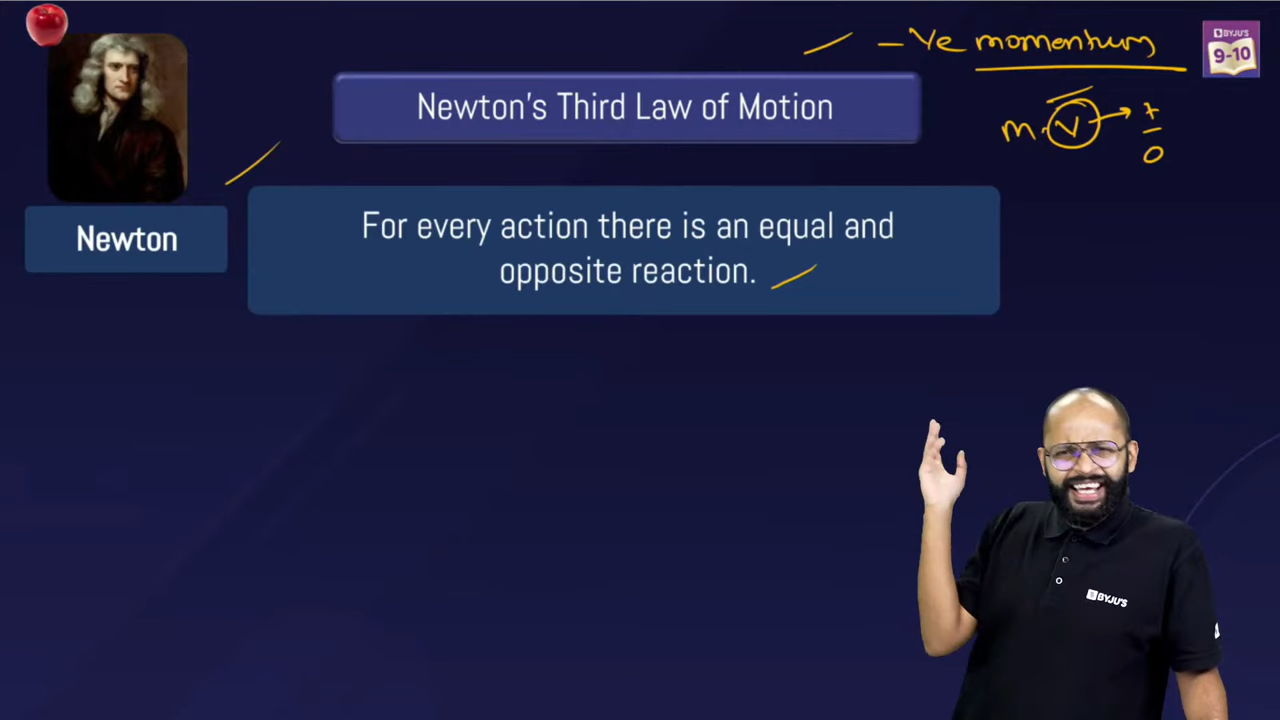 -Ve momentum
BYJU'S
9-10
Newton's Third Law of Motion
m.V → +
-
0
Newton
For every action there is an equal and
opposite reaction.
BYJU'S